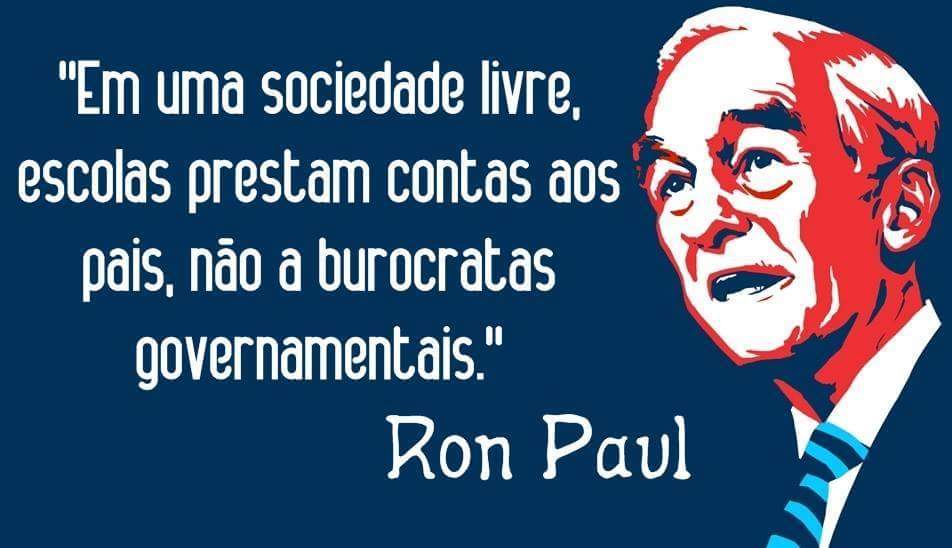 "Em uma sociedade livre,
escolas prestam contas aos
pais, não a burocratas
governamentais."
Ron Paul